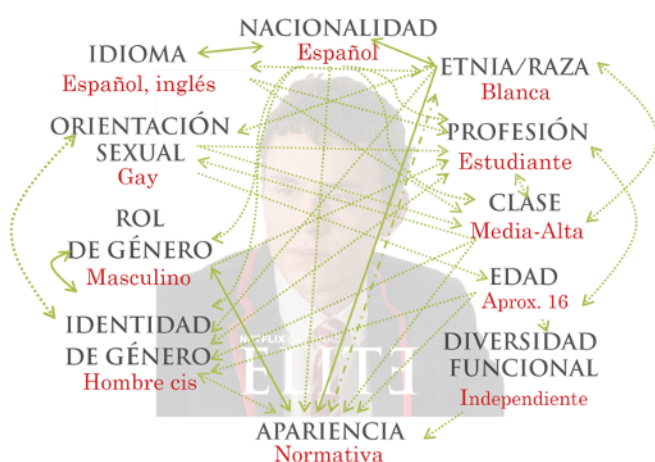 NACIONALIDAD
Español
IDIOMA
Español, inglés
ETNIA/RAZA
Blanca
ORIENTACIÓN
SEXUAL
Gay
PROFESIÓN
Estudiante
CLASE
Media-Alta
ROL
DE GÉNERO
Masculino
EDAD
Aprox. 16
IDENTIDAD
DE GÉNERO
Hombre cis
NETFLIX
ELITE
DIVERSIDAD
FUNCIONAL
Independiente
APARIENCIA
Normativa